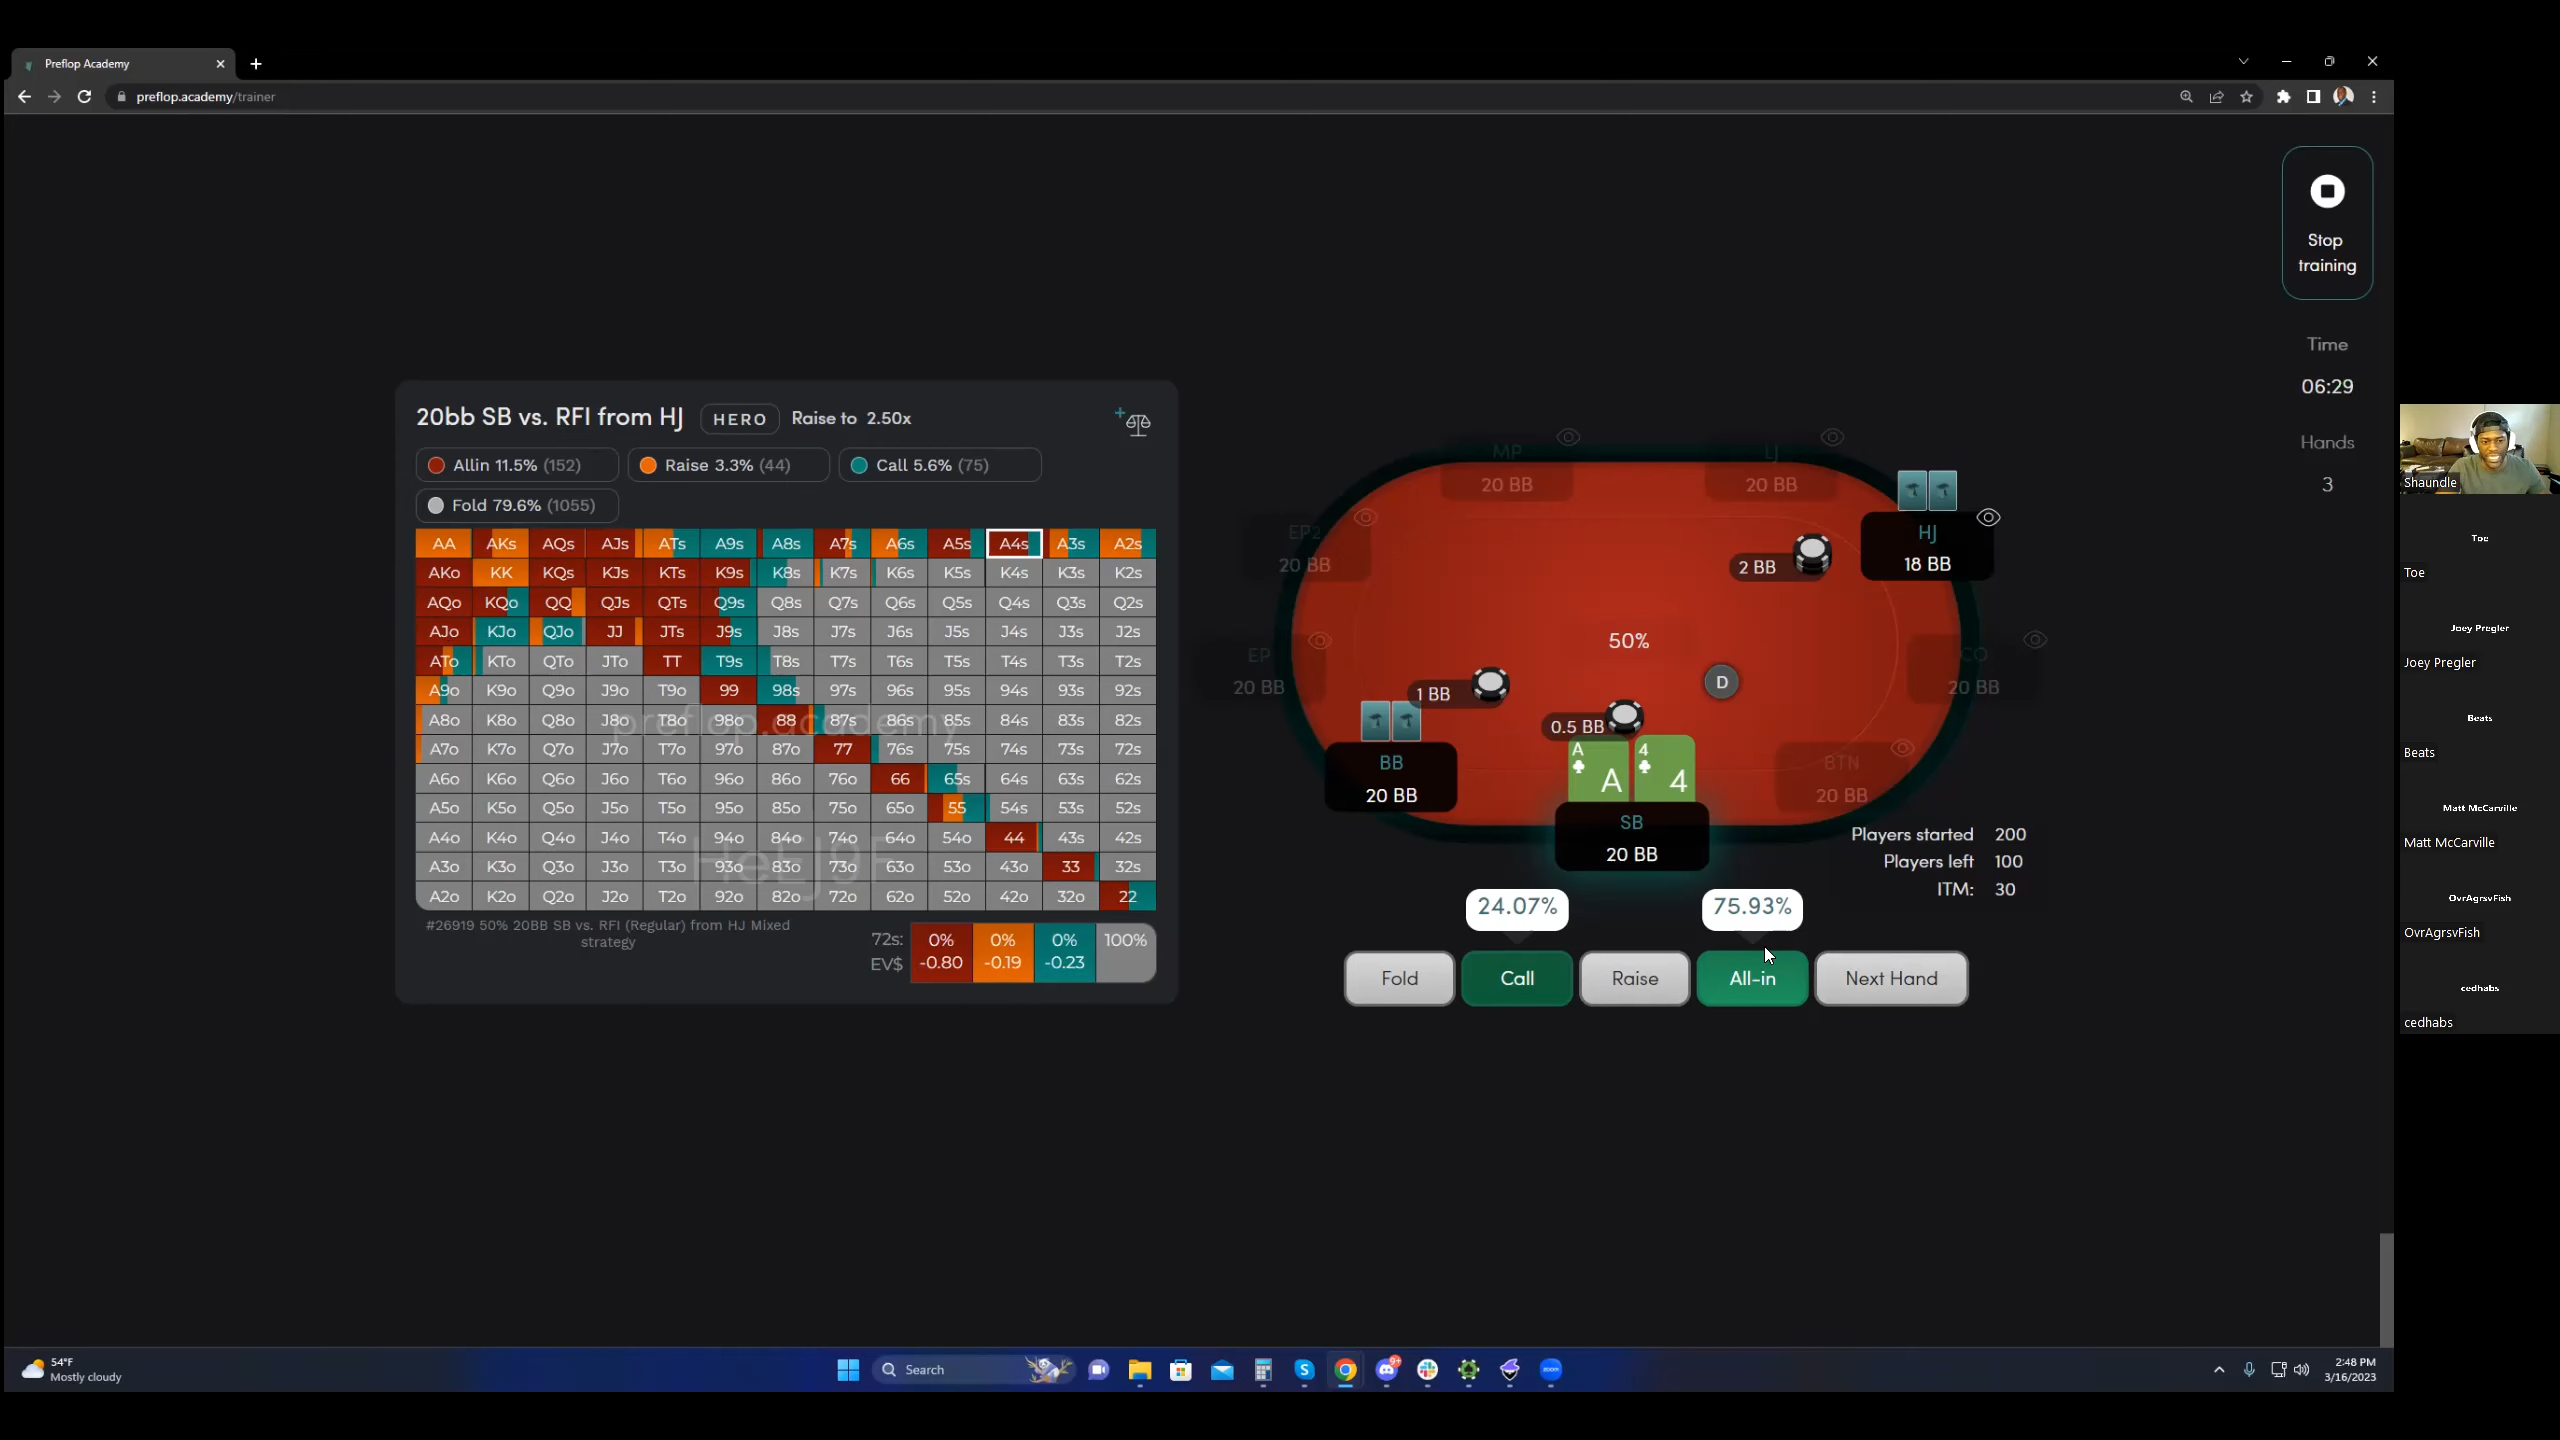 Preflop Academy
preflop.academy/trainer
Stop
training
Time
06:29
Hands
3
20bb SB vs. RFI from HJ HERO Raise to 2.50x
Allin 11.5% (152) Raise 3.3% (44) Call 5.6% (75)
Fold 79.6% (1055)
AA AKs AQs AJs ATs A9s A8s A7s A6s A5s A4s A3s A2s
AKo KK KQs KJs KTs K9s K8s K7s K6s K5s K4s K3s K2s
AQo KQo QQ QJs QTs Q9s Q8s Q7s Q6s Q5s Q4s Q3s Q2s
AJo KJo QJo JJ JTs J9s J8s J7s J6s J5s J4s J3s J2s
ATo KTo QTo JTo TT T9s T8s T7s T6s T5s T4s T3s T2s
A9o K9o Q9o J9o T9o 99 98s 97s 96s 95s 94s 93s 92s
A8o K8o Q8o J8o T8o 98o 88 87s 86s 85s 84s 83s 82s
preflop.academy
A7o K7o Q7o J7o T7o 97o 87o 77 76s 75s 74s 73s 72s
A6o K6o Q6o J6o T6o 96o 86o 76o 66 65s 64s 63s 62s
A5o K5o Q5o J5o T5o 95o 85o 75o 65o 55 54s 53s 52s
A4o K4o Q4o J4o T4o 94o 84o 74o 64o 54o 44 43s 42s
A3o K3o Q3o J3o T3o 93o 83o 73o 63o 53o 43o 33 32s
A2o K2o Q2o J2o T2o 92o 82o 72o 62o 52o 42o 32o 22
#26919 50% 20BB SB vs. RFI (Regular) from HJ Mixed
strategy
72s: 0% 0% 0% 100%
EV$ -0.80 -0.19 -0.23
MP
20 BB
LJ
20 BB
HJ
18 BB
2 BB
EP2
20 BB
EP
20 BB
CO
20 BB
50%
D
1 BB
0.5 BB
BB
20 BB
A 4
A 4
SB
20 BB
BTN
20 BB
Players started 200
Players left 100
ITM: 30
24.07% 75.93%
Fold Call Raise All-in Next Hand
Shaundle
Toe
Toe
Joey Pregler
Joey Pregler
Beats
Beats
Matt McCarville
Matt McCarville
OvrAgrsvFish
OvrAgrsvFish
cedhabs
cedhabs
54°F
Mostly cloudy
Search
9+
zoom
2:48 PM
3/16/2023